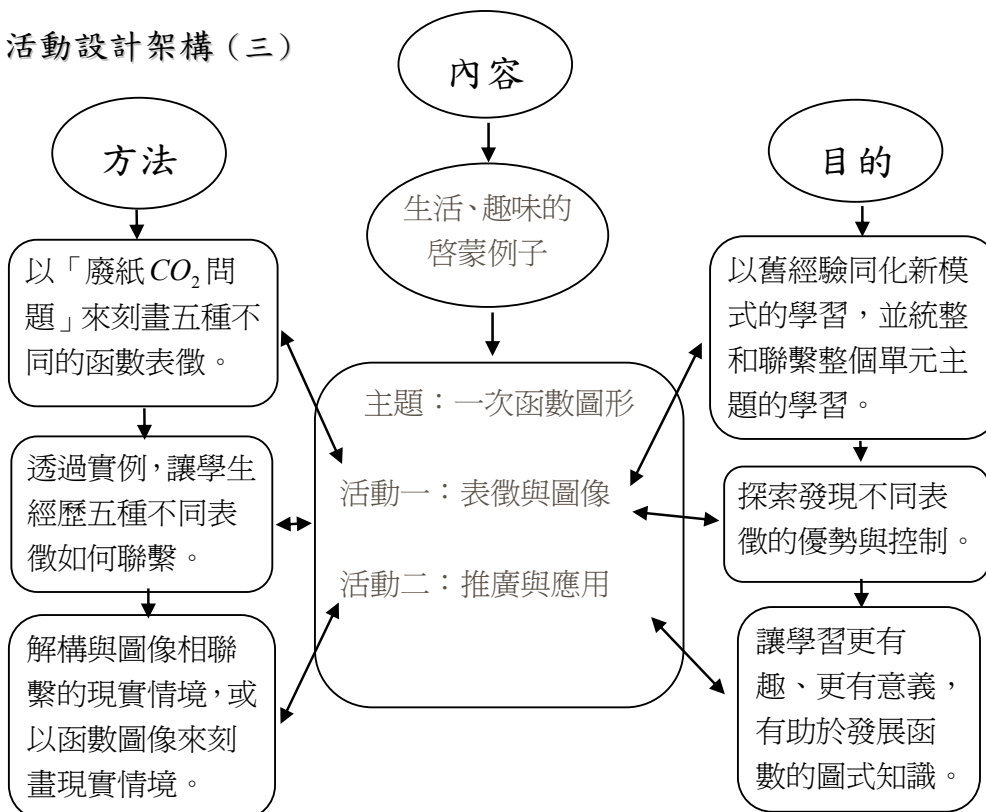 活動設計架構（三）
內容
方法
目的
生活、趣味的
啓蒙例子
以「廢紙CO₂問
題」來刻畫五種不
同的函數表徵。
透過實例，讓學生
經歷五種不同表
徵如何聯繫。
解構與圖像相聯
繫的現實情境，或
以函數圖像來刻
畫現實情境。
主題：一次函數圖形
活動一：表徵與圖像
活動二：推廣與應用
以舊經驗同化新模
式的學習，並統整
和聯繫整個單元主
題的學習。
探索發現不同表
徵的優勢與控制。
讓學習更有
趣、更有意義，
有助於發展函
數的圖式知識。